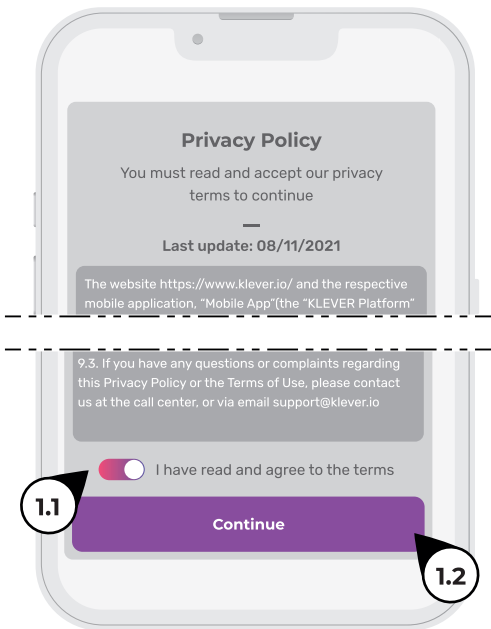 Privacy Policy
You must read and accept our privacy
terms to continue
Last update: 08/11/2021
The website https://www.klever.io/ and the respective
mobile application, “Mobile App”(the “KLEVER Platform”
9.3. If you have any questions or complaints regarding
this Privacy Policy or the Terms of Use, please contact
us at the call center, or via email support@klever.io
I have read and agree to the terms
1.1
Continue
1.2